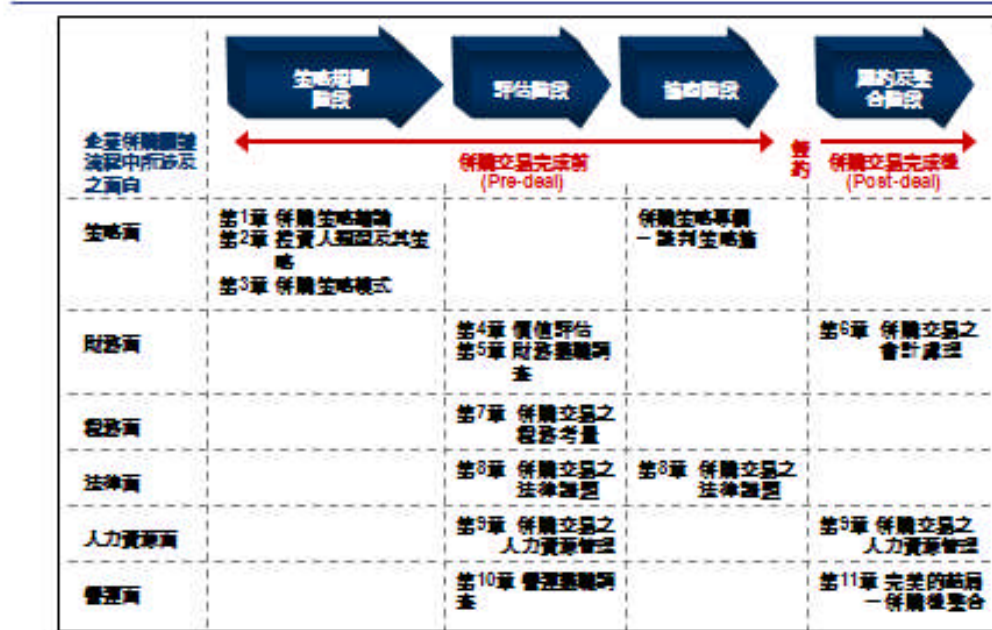 策略規劃
階段
評估階段
協商階段
履約及整
合階段
企業併購關鍵
流程中所涉及
之面向
併購交易完成前
(Pre-deal)
簽
約
併購交易完成後
(Post-deal)
策略面
第1章 併購策略緒論
第2章 投資人類型及其策
略
第3章 併購策略模式
併購策略專欄
－談判策略篇
財務面
第4章 價值評估
第5章 財務盡職調
查
第6章 併購交易之
會計處理
稅務面
第7章 併購交易之
稅務考量
法律面
第8章 併購交易之
法律議題
第8章 併購交易之
法律議題
人力資源面
第9章 併購交易之
人力資源管理
第9章 併購交易之
人力資源管理
營運面
第10章 營運盡職調
查
第11章 完美的結局
－併購後整合